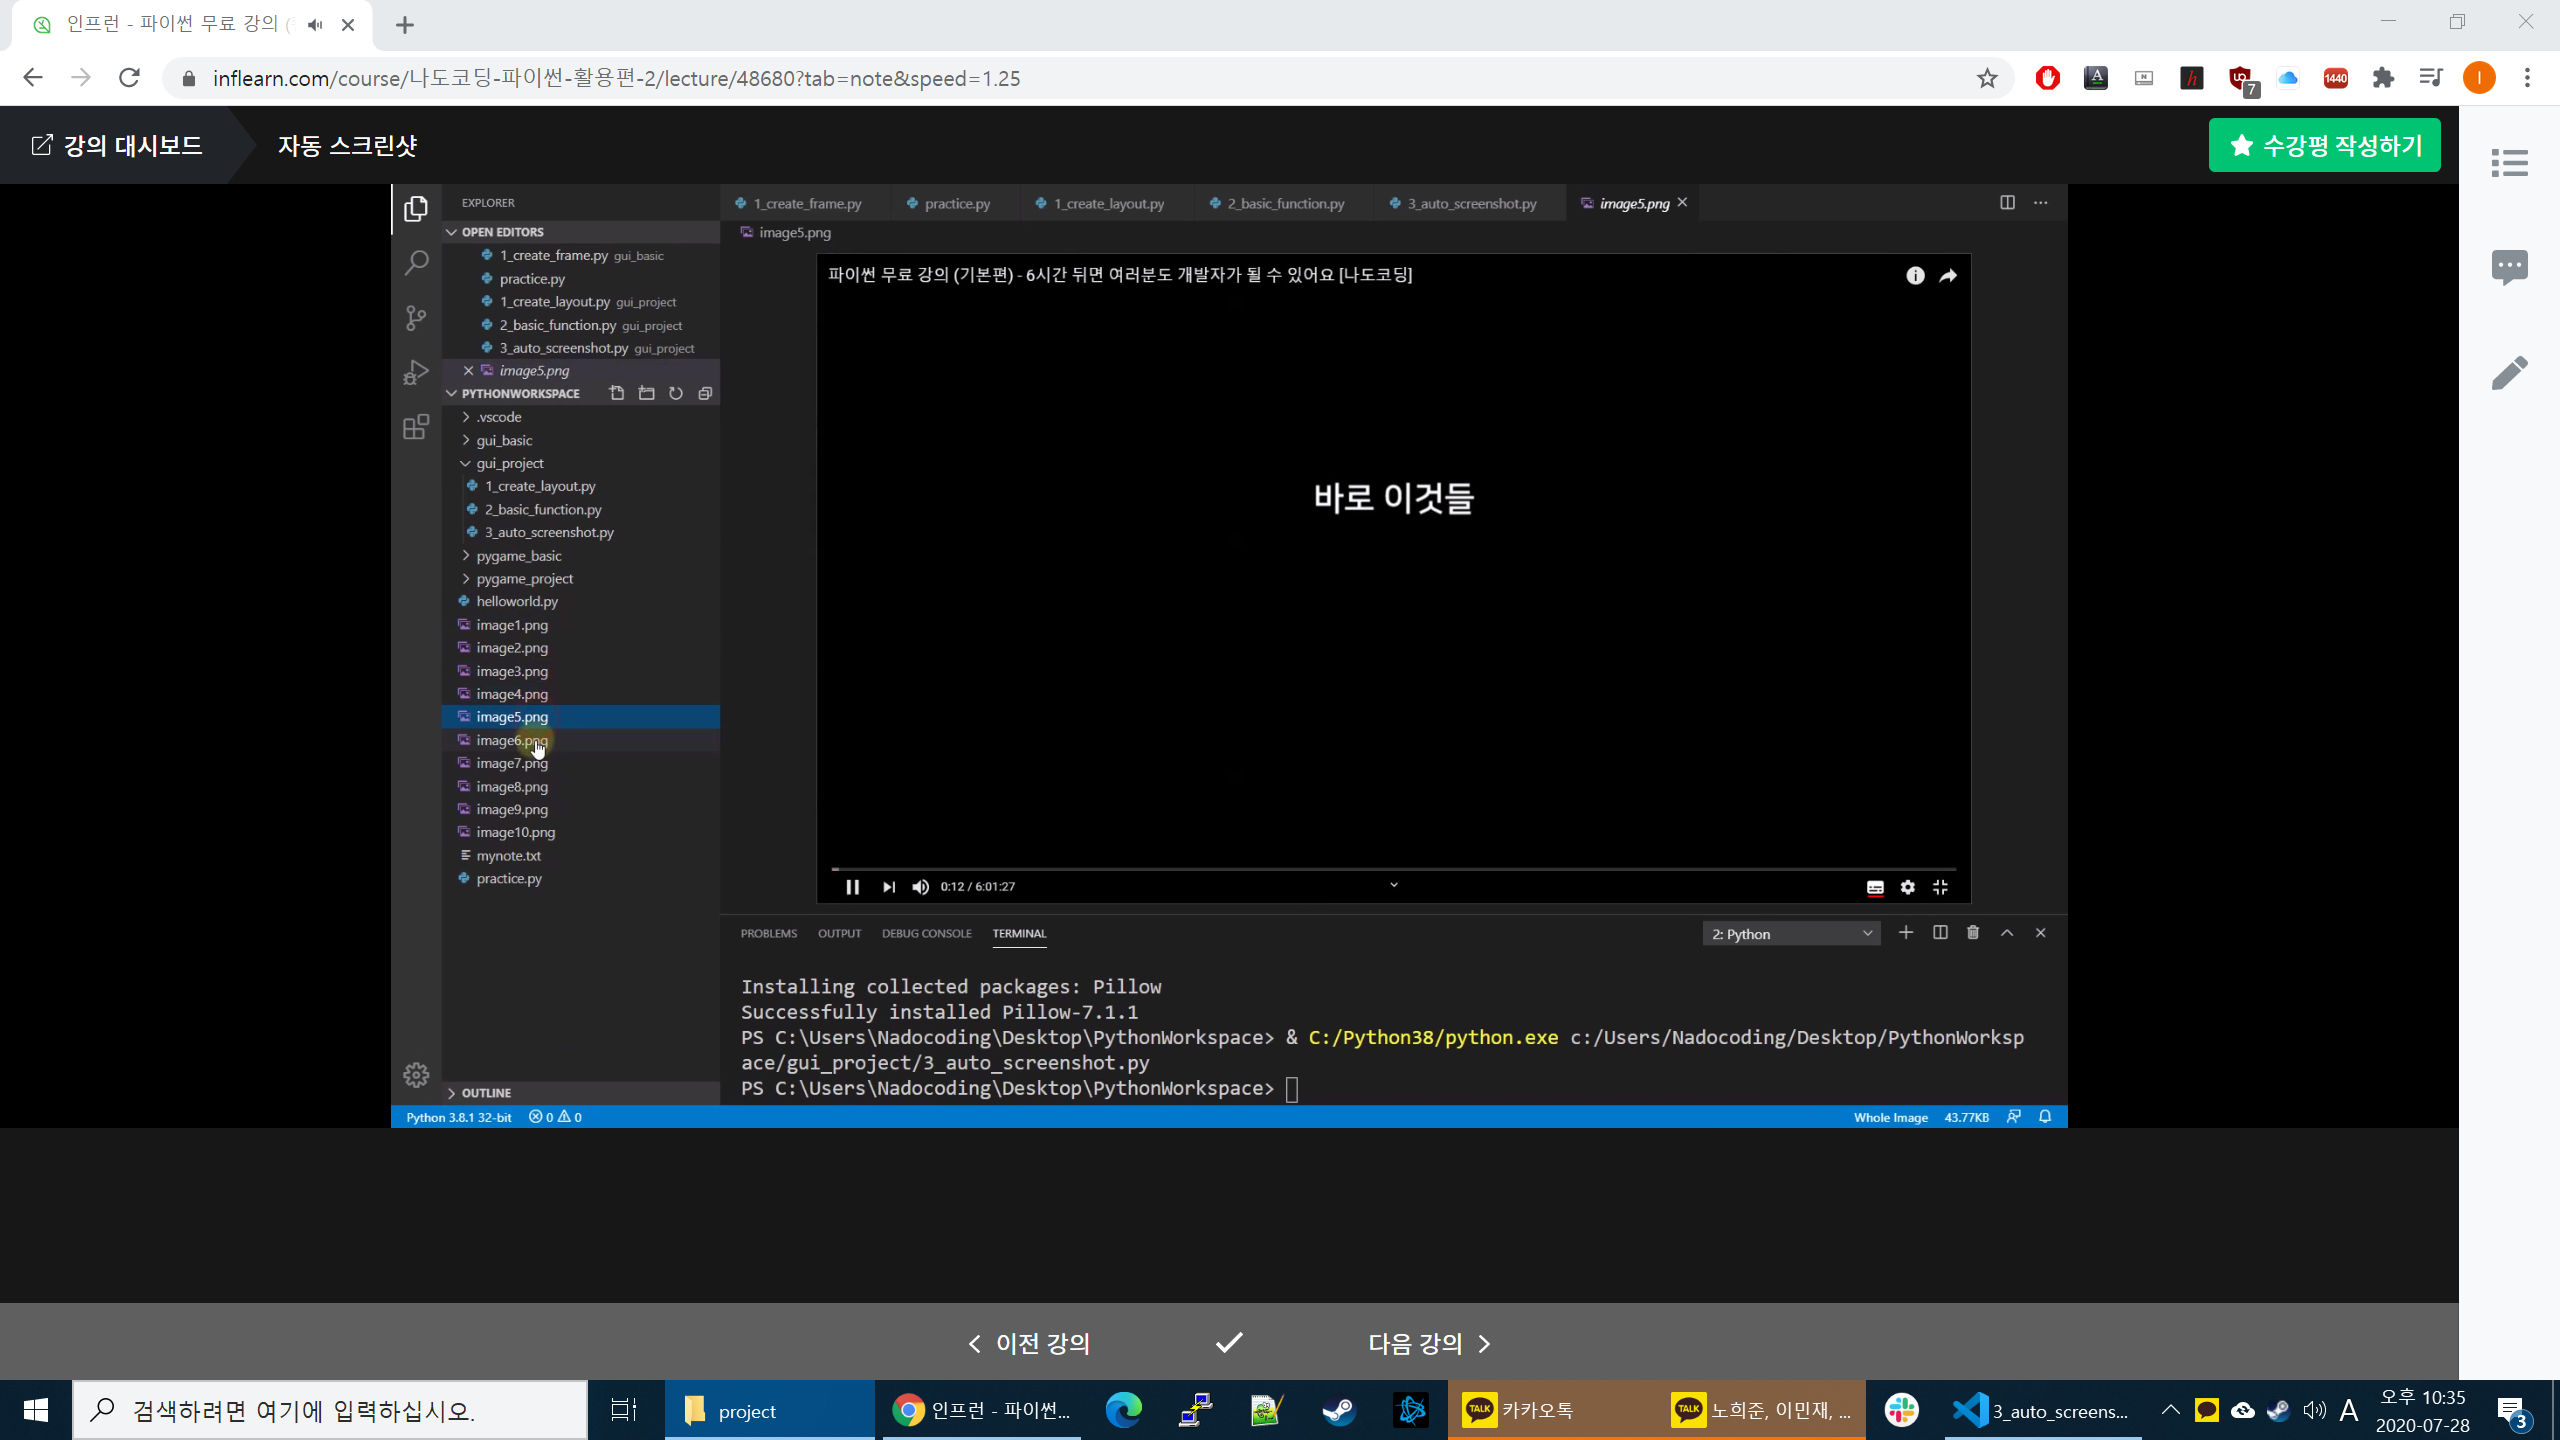 인프런 - 파이썬 무료 강의
inflearn.com/course/나도코딩-파이썬-활용편-2/lecture/48680?tab=note&speed=1.25
7
1440
I
강의 대시보드
자동 스크린샷
수강평 작성하기
EXPLORER
OPEN EDITORS
1_create_frame.py gui_basic
practice.py
1_create_layout.py gui_project
2_basic_function.py gui_project
3_auto_screenshot.py gui_project
image5.png
PYTHONWORKSPACE
.vscode
gui_basic
gui_project
1_create_layout.py
2_basic_function.py
3_auto_screenshot.py
pygame_basic
pygame_project
helloworld.py
image1.png
image2.png
image3.png
image4.png
image5.png
image6.png
image7.png
image8.png
image9.png
image10.png
mynote.txt
practice.py
OUTLINE
1_create_frame.py
practice.py
1_create_layout.py
2_basic_function.py
3_auto_screenshot.py
image5.png
image5.png
파이썬 무료 강의 (기본편) - 6시간 뒤면 여러분도 개발자가 될 수 있어요 [나도코딩]
바로 이것들
0:12 / 6:01:27
PROBLEMS OUTPUT DEBUG CONSOLE TERMINAL
2: Python
Installing collected packages: Pillow
Successfully installed Pillow-7.1.1
PS C:\Users\Nadocoding\Desktop\PythonWorkspace> & C:/Python38/python.exe c:/Users/Nadocoding/Desktop/PythonWorksp
ace/gui_project/3_auto_screenshot.py
PS C:\Users\Nadocoding\Desktop\PythonWorkspace>
Python 3.8.1 32-bit 0 0
Whole Image 43.77KB
이전 강의
다음 강의
검색하려면 여기에 입력하십시오.
project
인프런 - 파이썬...
TALK 카카오톡
TALK 노희준, 이민재, ...
3_auto_screens...
A
오후 10:35
2020-07-28
3